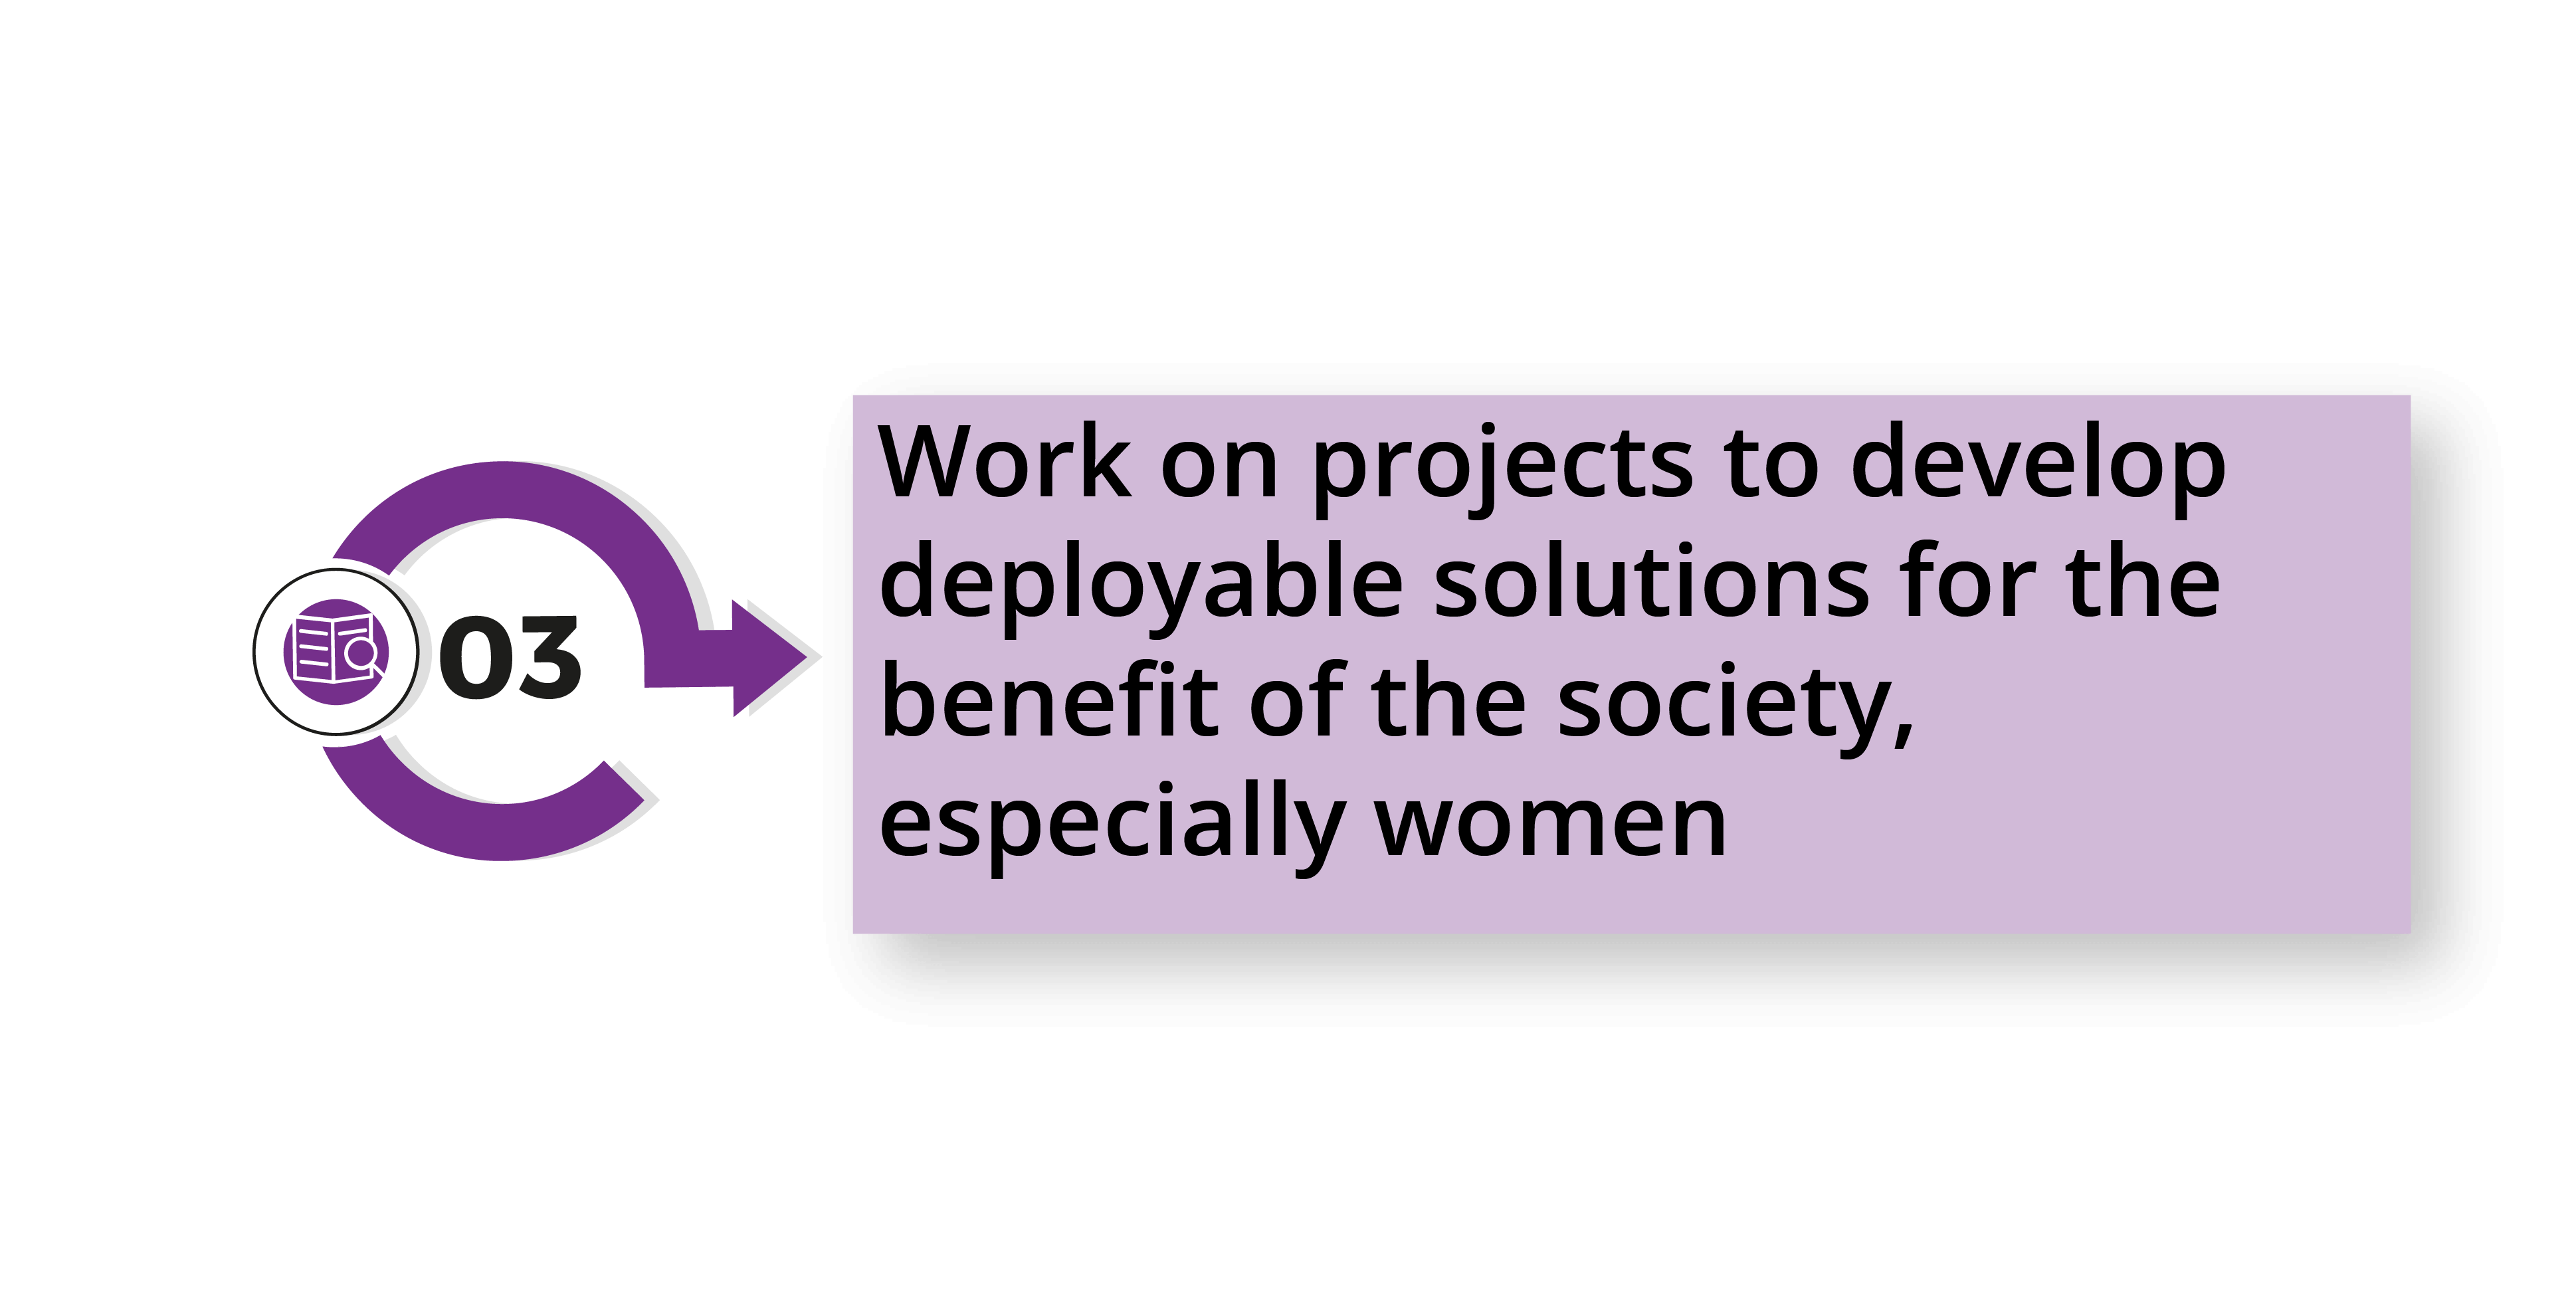 03
Work on projects to develop
deployable solutions for the
benefit of the society,
especially women